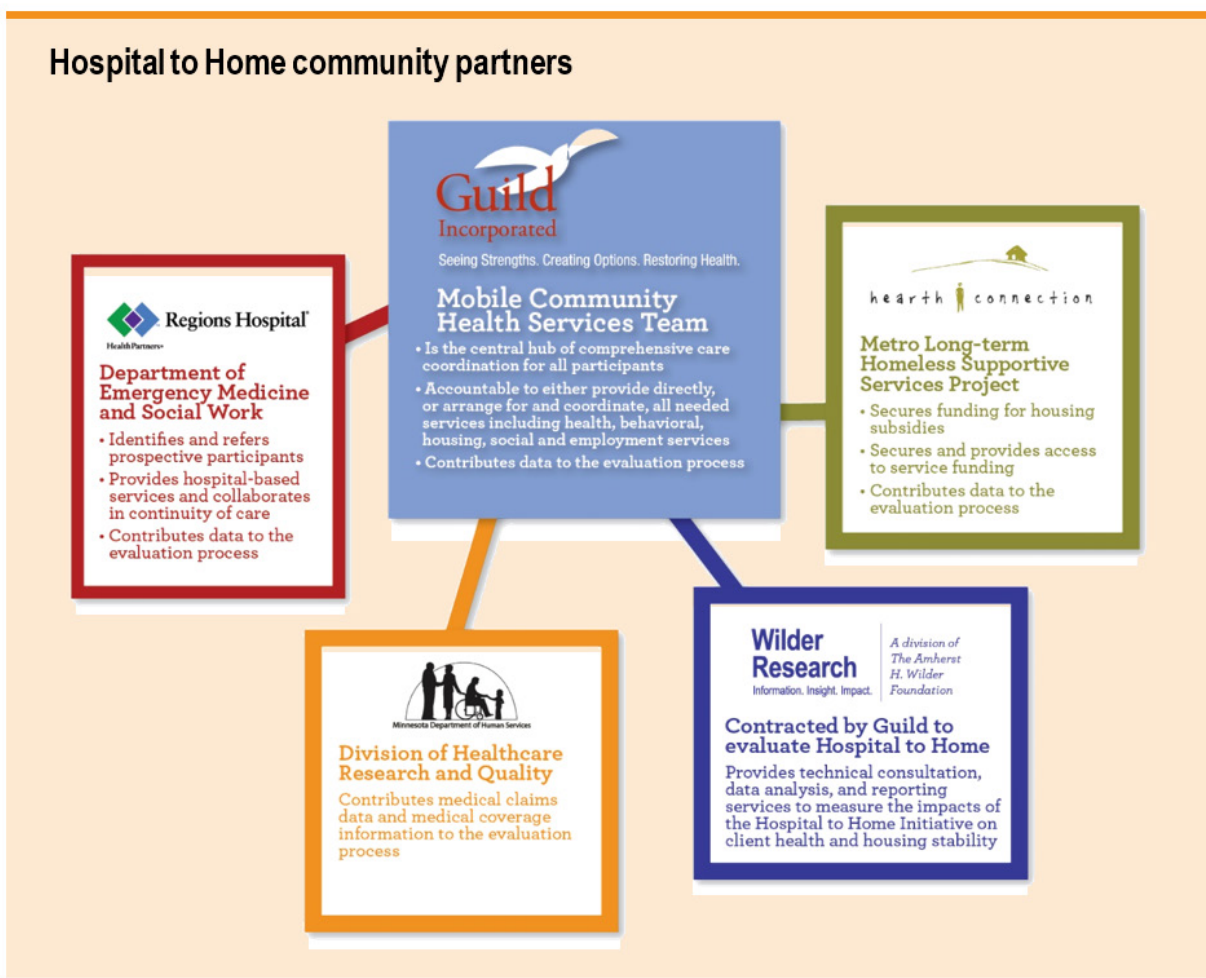 Hospital to Home community partners
Guild
Incorporated
Seeing Strengths. Creating Options. Restoring Health.
Mobile Community
Health Services Team
• Is the central hub of comprehensive care
coordination for all participants
• Accountable to either provide directly,
or arrange for and coordinate, all needed
services including health, behavioral,
housing, social and employment services
• Contributes data to the evaluation process
Regions Hospital®
HealthPartners®
Department of
Emergency Medicine
and Social Work
• Identifies and refers
prospective participants
• Provides hospital-based
services and collaborates
in continuity of care
• Contributes data to the
evaluation process
hearth connection
Metro Long-term
Homeless Supportive
Services Project
• Secures funding for housing
subsidies
• Secures and provides access
to service funding
• Contributes data to the
evaluation process
Minnesota Department of Human Services
Division of Healthcare
Research and Quality
Contributes medical claims
data and medical coverage
information to the evaluation
process
Wilder
Research
Information. Insight. Impact.
A division of
The Amherst
H. Wilder
Foundation
Contracted by Guild to
evaluate Hospital to Home
Provides technical consultation,
data analysis, and reporting
services to measure the impacts of
the Hospital to Home Initiative on
client health and housing stability